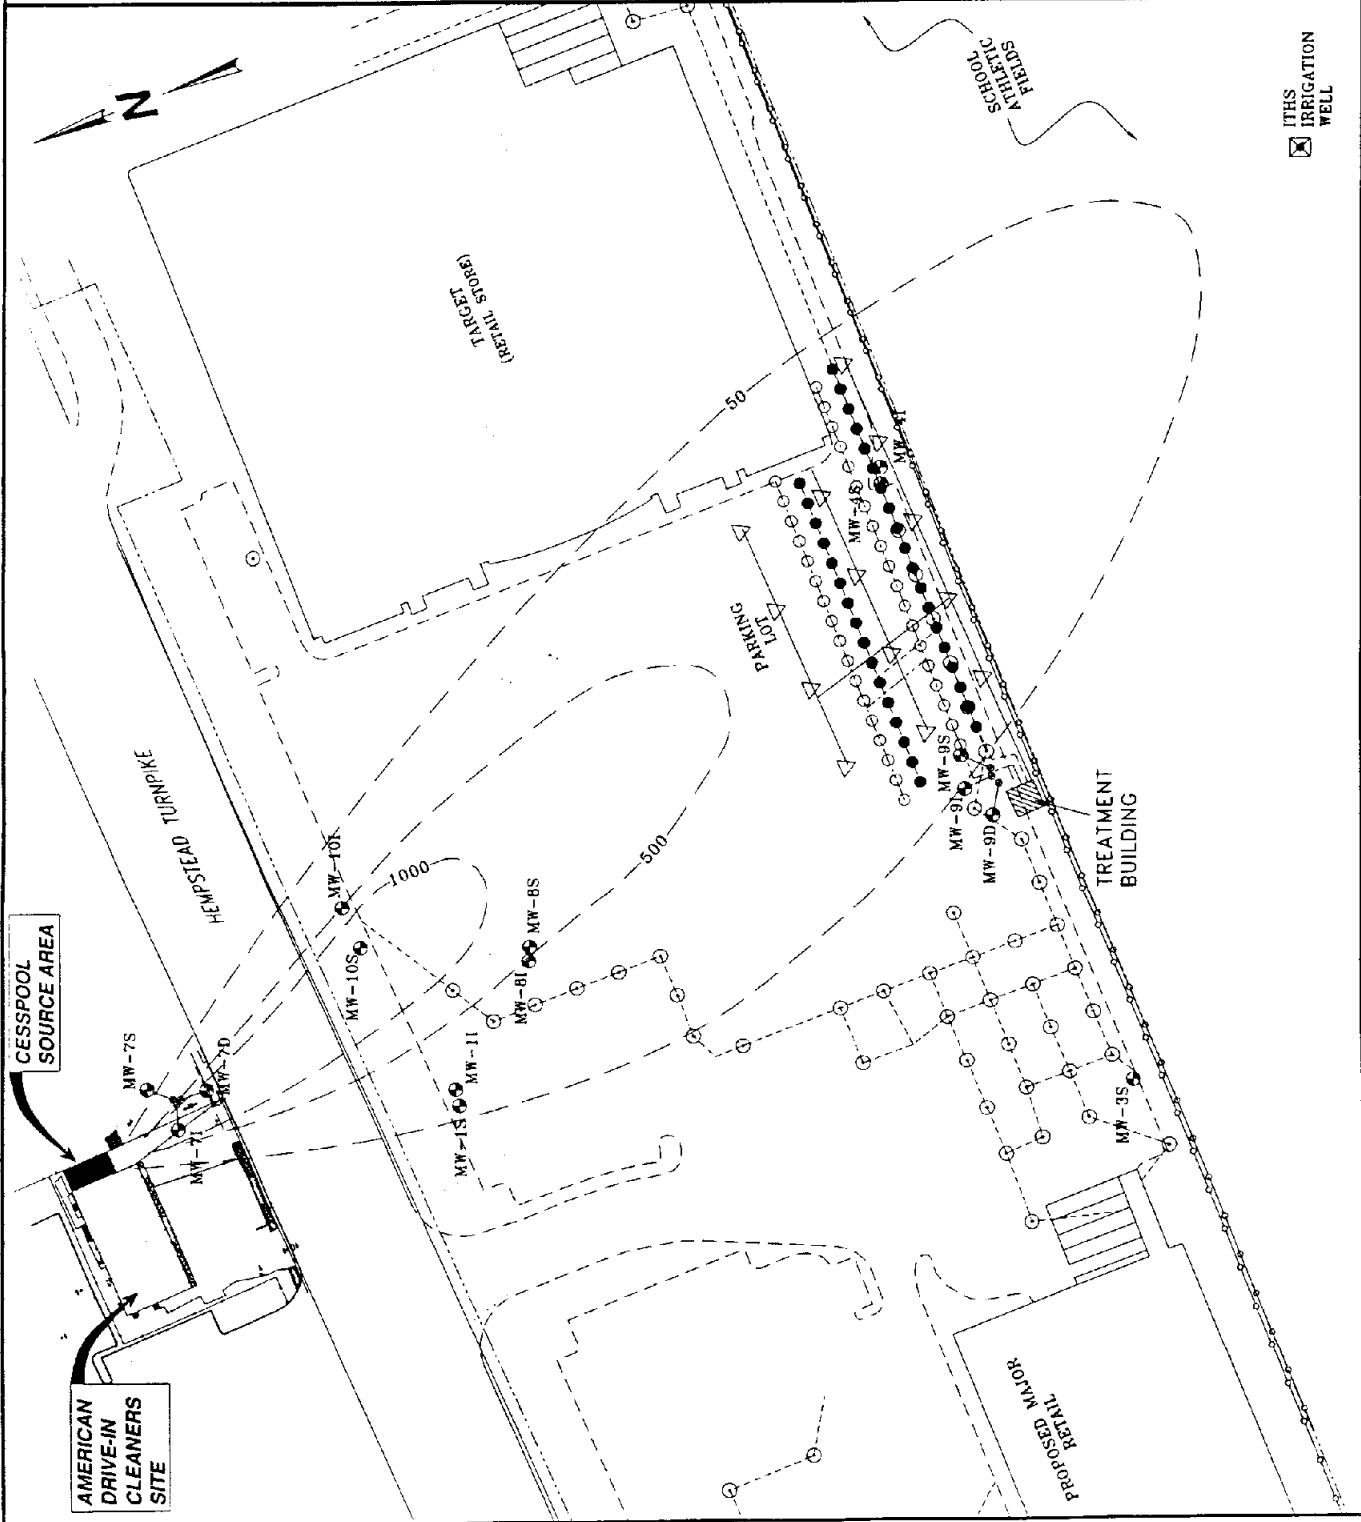 N
SCHOOL
ATHLETIC
FIELDS
ITHS
IRRIGATION
WELL
TARGET
(RETAIL STORE)
50
MW-4I
MW-4S
PARKING
LOT
HEMPSTEAD TURNPIKE
MW-10I
1000
500
MW-10S
MW-8S
MW-8I
MW-9S
MW-9I
MW-9D
TREATMENT
BUILDING
CESSPOOL
SOURCE AREA
MW-7S
MW-7D
MW-7I
MW-1I
MW-1S
MW-3S
AMERICAN
DRIVE-IN
CLEANERS
SITE
PROPOSED MAJOR
RETAIL